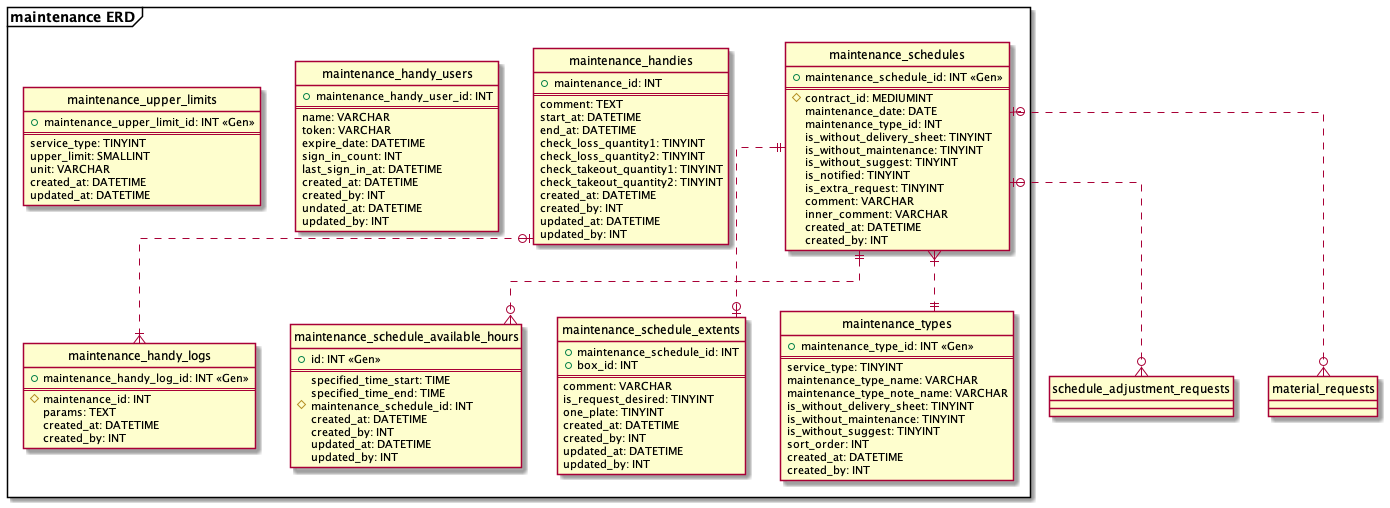 maintenance ERD
maintenance_upper_limits
maintenance_upper_limit_id: INT «Gen»
service_type: TINYINT
upper_limit: SMALLINT
unit: VARCHAR
created_at: DATETIME
updated_at: DATETIME
maintenance_handy_users
maintenance_handy_user_id: INT
name: VARCHAR
token: VARCHAR
expire_date: DATETIME
sign_in_count: INT
last_sign_in_at: DATETIME
created_at: DATETIME
created_by: INT
undated_at: DATETIME
updated_by: INT
maintenance_handies
maintenance_id: INT
comment: TEXT
start_at: DATETIME
end_at: DATETIME
check_loss_quantity1: TINYINT
check_loss_quantity2: TINYINT
check_takeout_quantity1: TINYINT
check_takeout_quantity2: TINYINT
created_at: DATETIME
created_by: INT
updated_at: DATETIME
updated_by: INT
maintenance_schedules
maintenance_schedule_id: INT «Gen»
contract_id: MEDIUMINT
maintenance_date: DATE
maintenance_type_id: INT
is_without_delivery_sheet: TINYINT
is_without_maintenance: TINYINT
is_without_suggest: TINYINT
is_notified: TINYINT
is_extra_request: TINYINT
comment: VARCHAR
inner_comment: VARCHAR
created_at: DATETIME
created_by: INT
maintenance_handy_logs
maintenance_handy_log_id: INT «Gen»
maintenance_id: INT
params: TEXT
created_at: DATETIME
created_by: INT
maintenance_schedule_available_hours
id: INT «Gen»
specified_time_start: TIME
specified_time_end: TIME
maintenance_schedule_id: INT
created_at: DATETIME
created_by: INT
updated_at: DATETIME
updated_by: INT
maintenance_schedule_extents
maintenance_schedule_id: INT
box_id: INT
comment: VARCHAR
is_request_desired: TINYINT
one_plate: TINYINT
created_at: DATETIME
created_by: INT
updated_at: DATETIME
updated_by: INT
maintenance_types
maintenance_type_id: INT «Gen»
service_type: TINYINT
maintenance_type_name: VARCHAR
maintenance_type_note_name: VARCHAR
is_without_delivery_sheet: TINYINT
is_without_maintenance: TINYINT
is_without_suggest: TINYINT
sort_order: INT
created_at: DATETIME
created_by: INT
schedule_adjustment_requests
material_requests